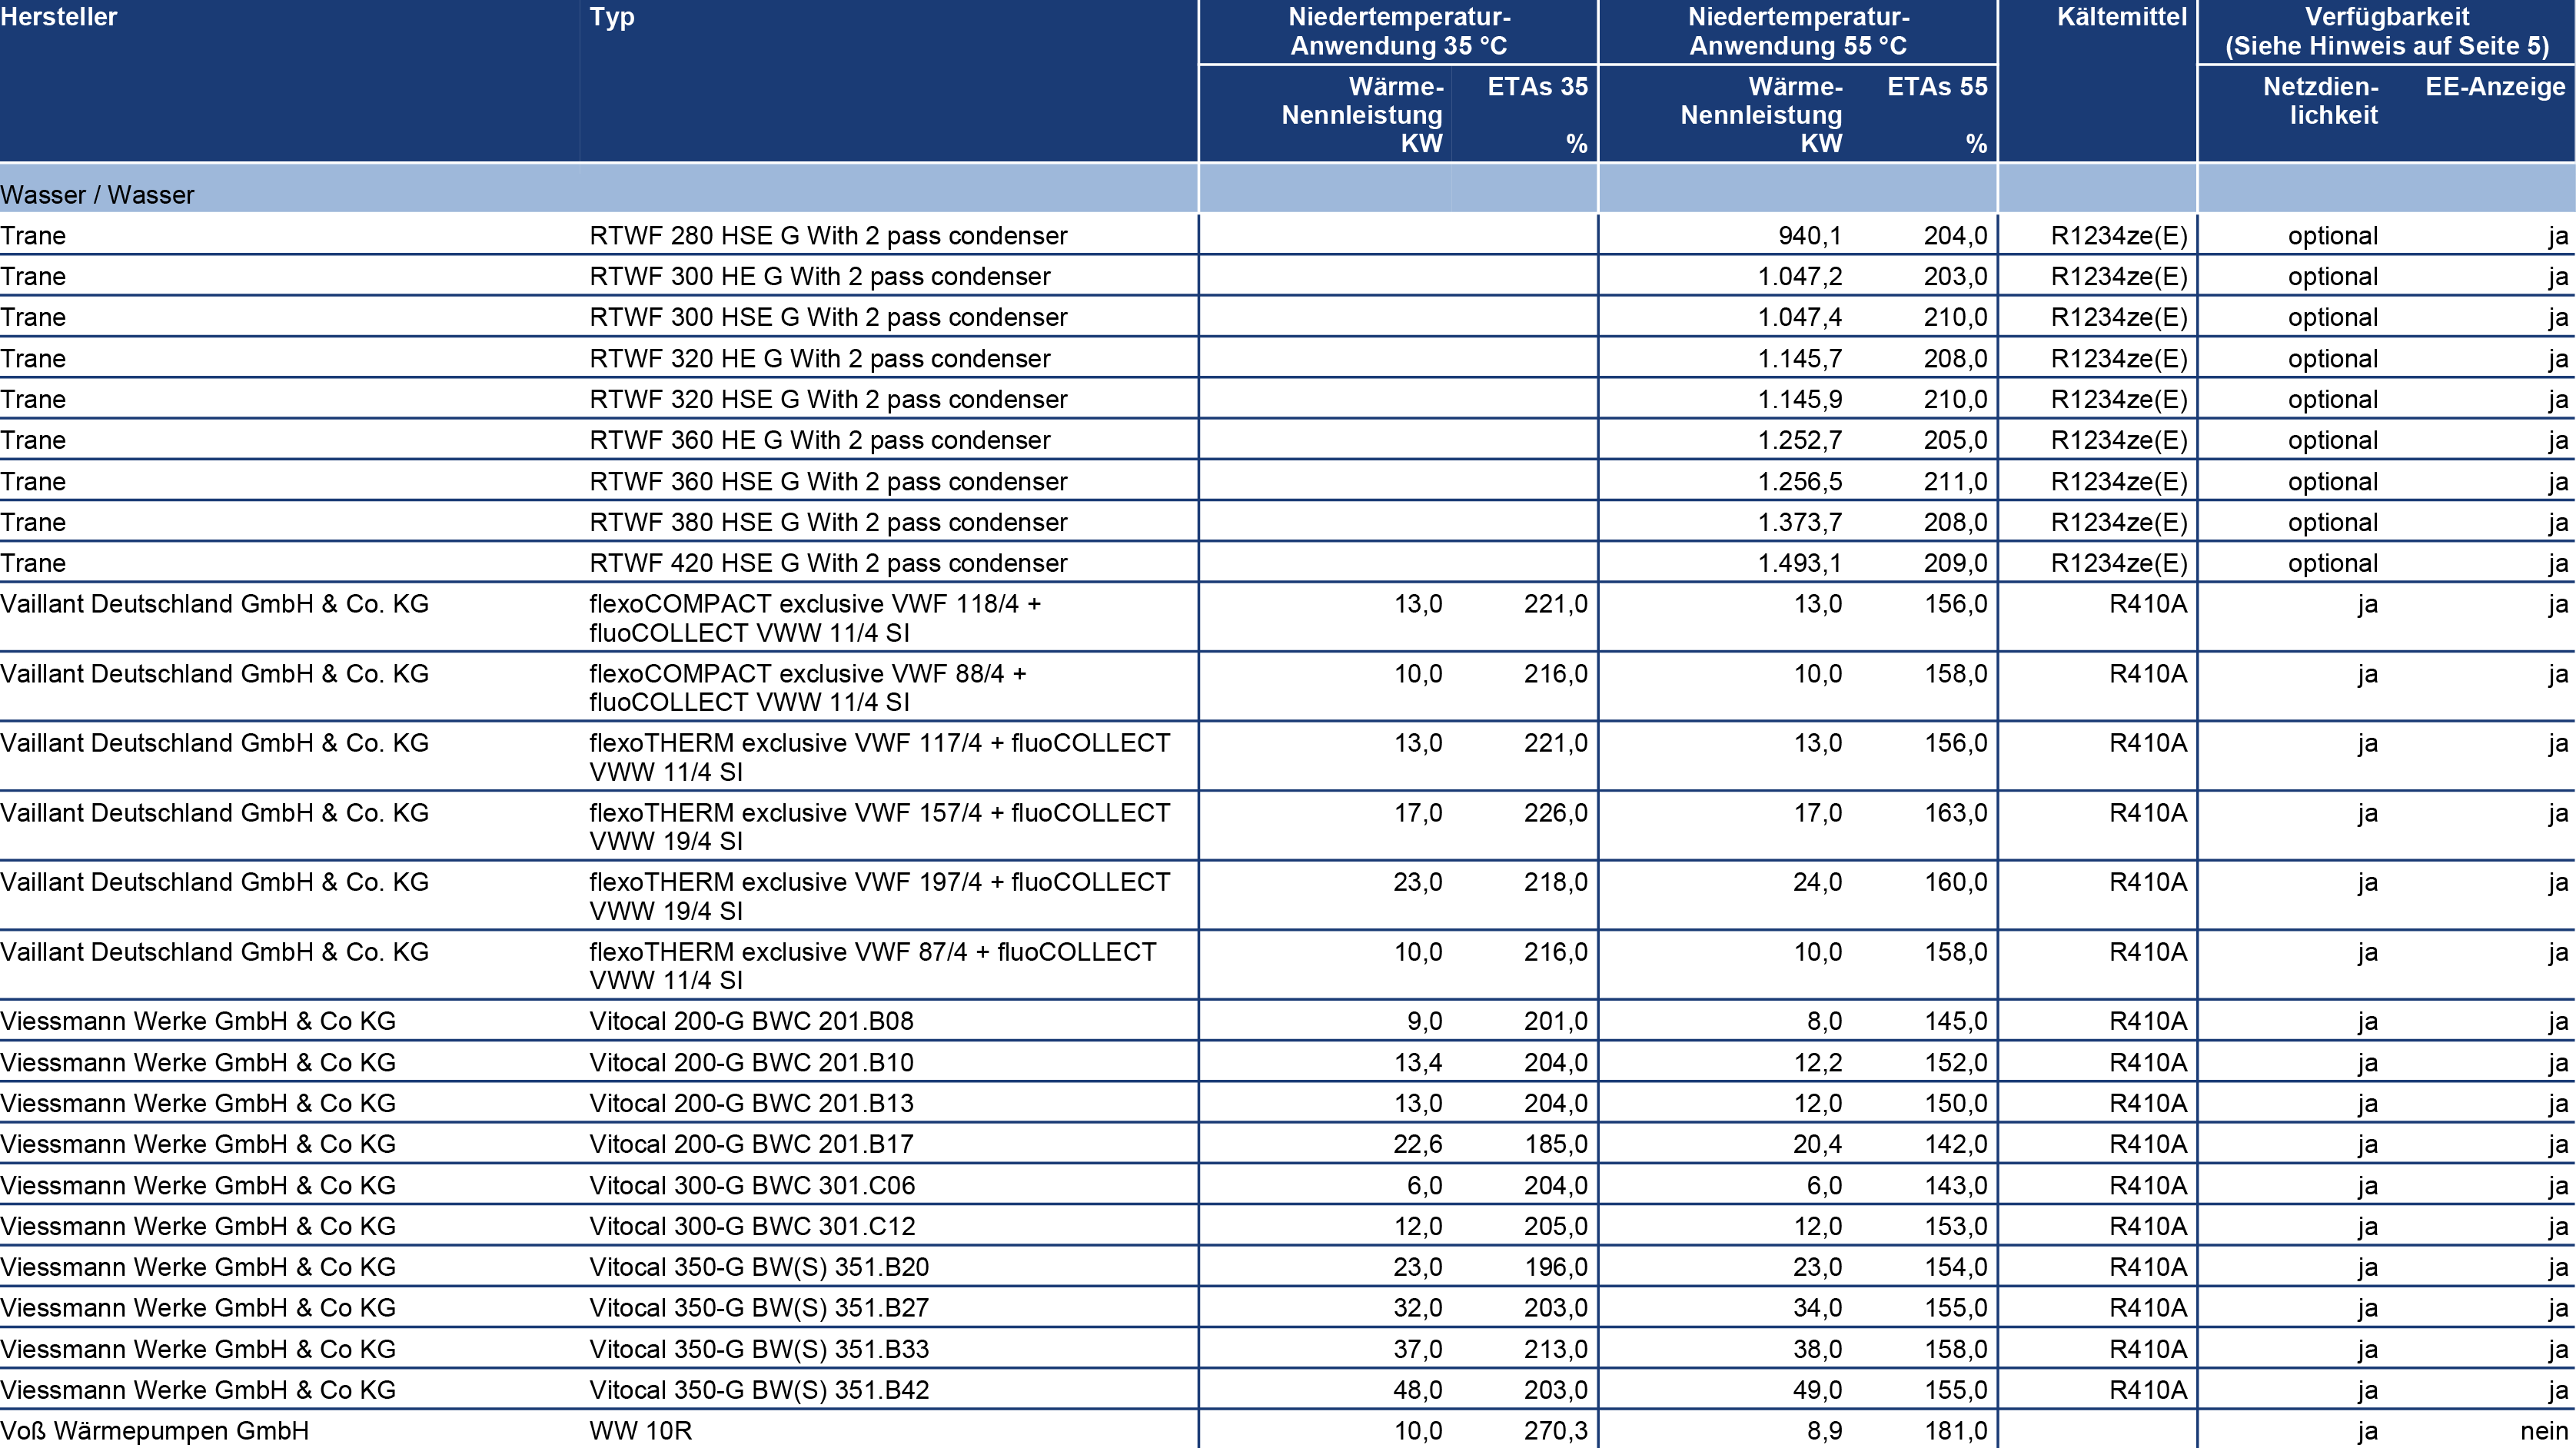 Hersteller Typ Niedertemperatur- Niedertemperatur- Kältemittel Verfügbarkeit
Anwendung 35 °C Anwendung 55 °C (Siehe Hinweis auf Seite 5)
Wärme- ETAs 35 Wärme- ETAs 55 Netzdien- EE-Anzeige
Nennleistung Nennleistung lichkeit
KW % KW %
Wasser / Wasser
Trane RTWF 280 HSE G With 2 pass condenser 940,1 204,0 R1234ze(E) optional ja
Trane RTWF 300 HE G With 2 pass condenser 1.047,2 203,0 R1234ze(E) optional ja
Trane RTWF 300 HSE G With 2 pass condenser 1.047,4 210,0 R1234ze(E) optional ja
Trane RTWF 320 HE G With 2 pass condenser 1.145,7 208,0 R1234ze(E) optional ja
Trane RTWF 320 HSE G With 2 pass condenser 1.145,9 210,0 R1234ze(E) optional ja
Trane RTWF 360 HE G With 2 pass condenser 1.252,7 205,0 R1234ze(E) optional ja
Trane RTWF 360 HSE G With 2 pass condenser 1.256,5 211,0 R1234ze(E) optional ja
Trane RTWF 380 HSE G With 2 pass condenser 1.373,7 208,0 R1234ze(E) optional ja
Trane RTWF 420 HSE G With 2 pass condenser 1.493,1 209,0 R1234ze(E) optional ja
Vaillant Deutschland GmbH & Co. KG flexoCOMPACT exclusive VWF 118/4 + 13,0 221,0 13,0 156,0 R410A ja ja
fluoCOLLECT VWW 11/4 SI
Vaillant Deutschland GmbH & Co. KG flexoCOMPACT exclusive VWF 88/4 + 10,0 216,0 10,0 158,0 R410A ja ja
fluoCOLLECT VWW 11/4 SI
Vaillant Deutschland GmbH & Co. KG flexoTHERM exclusive VWF 117/4 + fluoCOLLECT 13,0 221,0 13,0 156,0 R410A ja ja
VWW 11/4 SI
Vaillant Deutschland GmbH & Co. KG flexoTHERM exclusive VWF 157/4 + fluoCOLLECT 17,0 226,0 17,0 163,0 R410A ja ja
VWW 19/4 SI
Vaillant Deutschland GmbH & Co. KG flexoTHERM exclusive VWF 197/4 + fluoCOLLECT 23,0 218,0 24,0 160,0 R410A ja ja
VWW 19/4 SI
Vaillant Deutschland GmbH & Co. KG flexoTHERM exclusive VWF 87/4 + fluoCOLLECT 10,0 216,0 10,0 158,0 R410A ja ja
VWW 11/4 SI
Viessmann Werke GmbH & Co KG Vitocal 200-G BWC 201.B08 9,0 201,0 8,0 145,0 R410A ja ja
Viessmann Werke GmbH & Co KG Vitocal 200-G BWC 201.B10 13,4 204,0 12,2 152,0 R410A ja ja
Viessmann Werke GmbH & Co KG Vitocal 200-G BWC 201.B13 13,0 204,0 12,0 150,0 R410A ja ja
Viessmann Werke GmbH & Co KG Vitocal 200-G BWC 201.B17 22,6 185,0 20,4 142,0 R410A ja ja
Viessmann Werke GmbH & Co KG Vitocal 300-G BWC 301.C06 6,0 204,0 6,0 143,0 R410A ja ja
Viessmann Werke GmbH & Co KG Vitocal 300-G BWC 301.C12 12,0 205,0 12,0 153,0 R410A ja ja
Viessmann Werke GmbH & Co KG Vitocal 350-G BW(S) 351.B20 23,0 196,0 23,0 154,0 R410A ja ja
Viessmann Werke GmbH & Co KG Vitocal 350-G BW(S) 351.B27 32,0 203,0 34,0 155,0 R410A ja ja
Viessmann Werke GmbH & Co KG Vitocal 350-G BW(S) 351.B33 37,0 213,0 38,0 158,0 R410A ja ja
Viessmann Werke GmbH & Co KG Vitocal 350-G BW(S) 351.B42 48,0 203,0 49,0 155,0 R410A ja ja
Voß Wärmepumpen GmbH WW 10R 10,0 270,3 8,9 181,0 ja nein